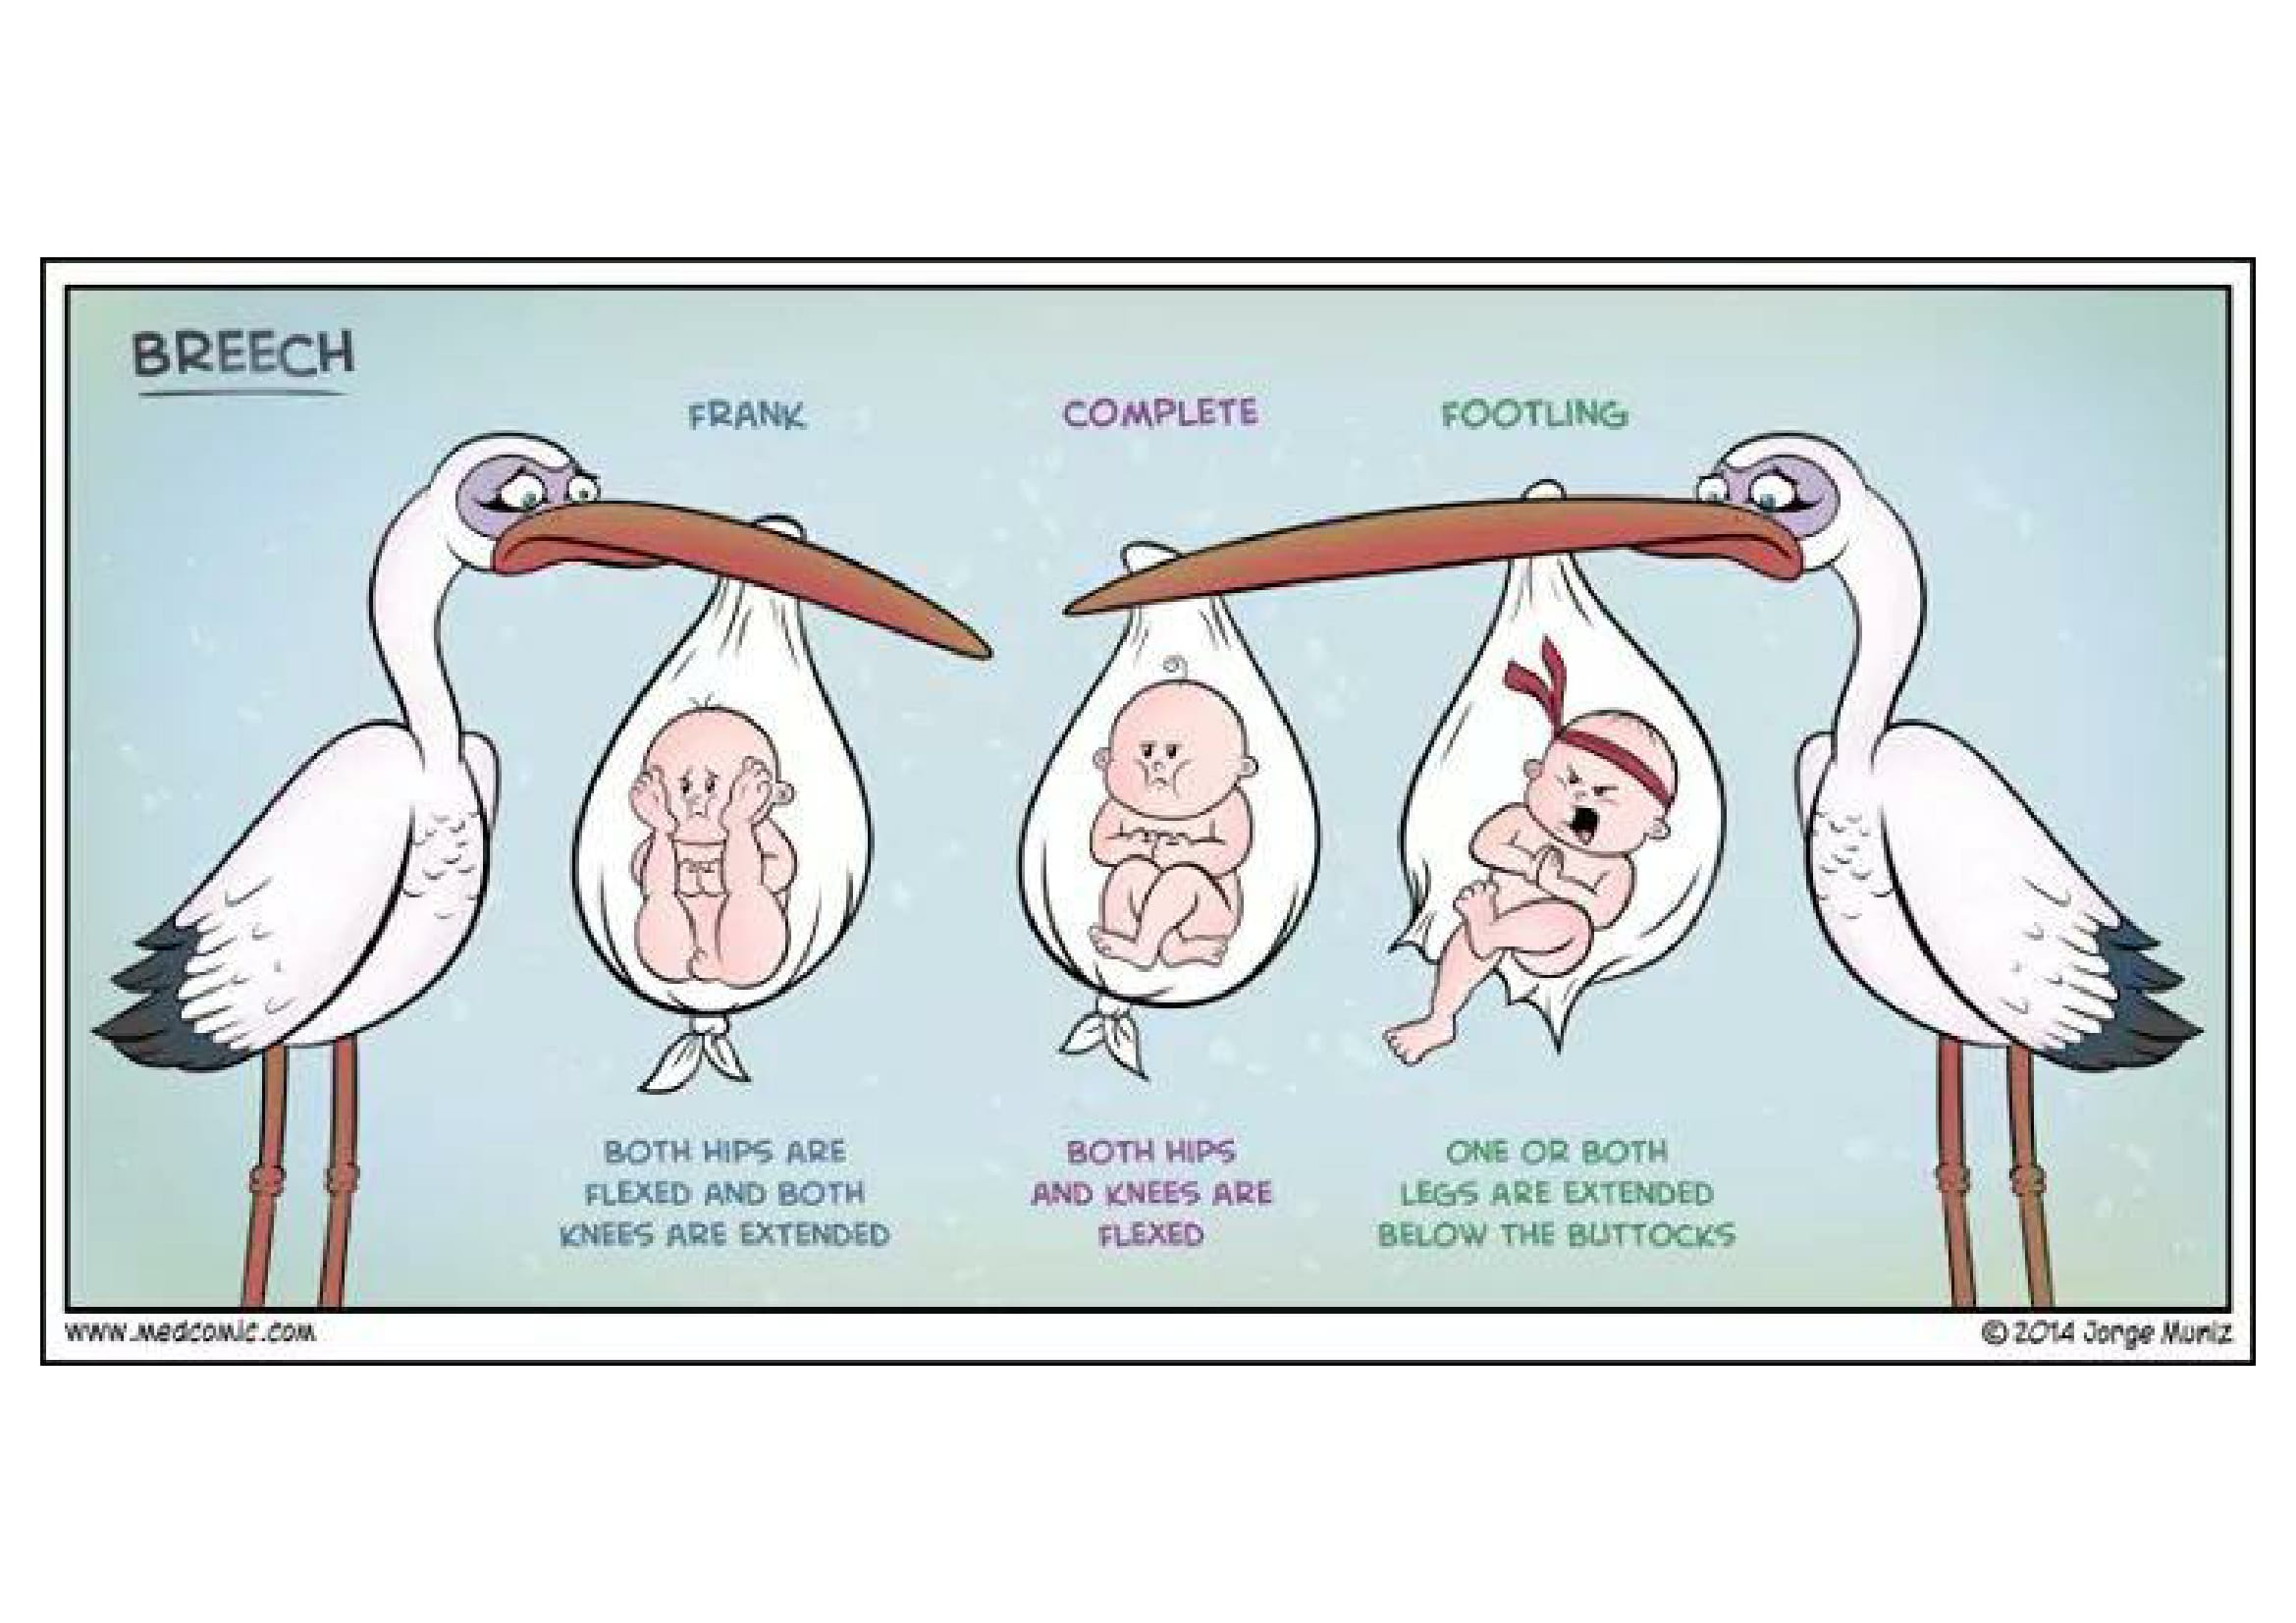 BREECH
FRANK
COMPLETE
FOOTLING
BOTH HIPS ARE
FLEXED AND BOTH
KNEES ARE EXTENDED
BOTH HIPS
AND KNEES ARE
FLEXED
ONE OR BOTH
LEGS ARE EXTENDED
BELOW THE BUTTOCKS
www.medcomic.com
© 2014 Jorge Muniz